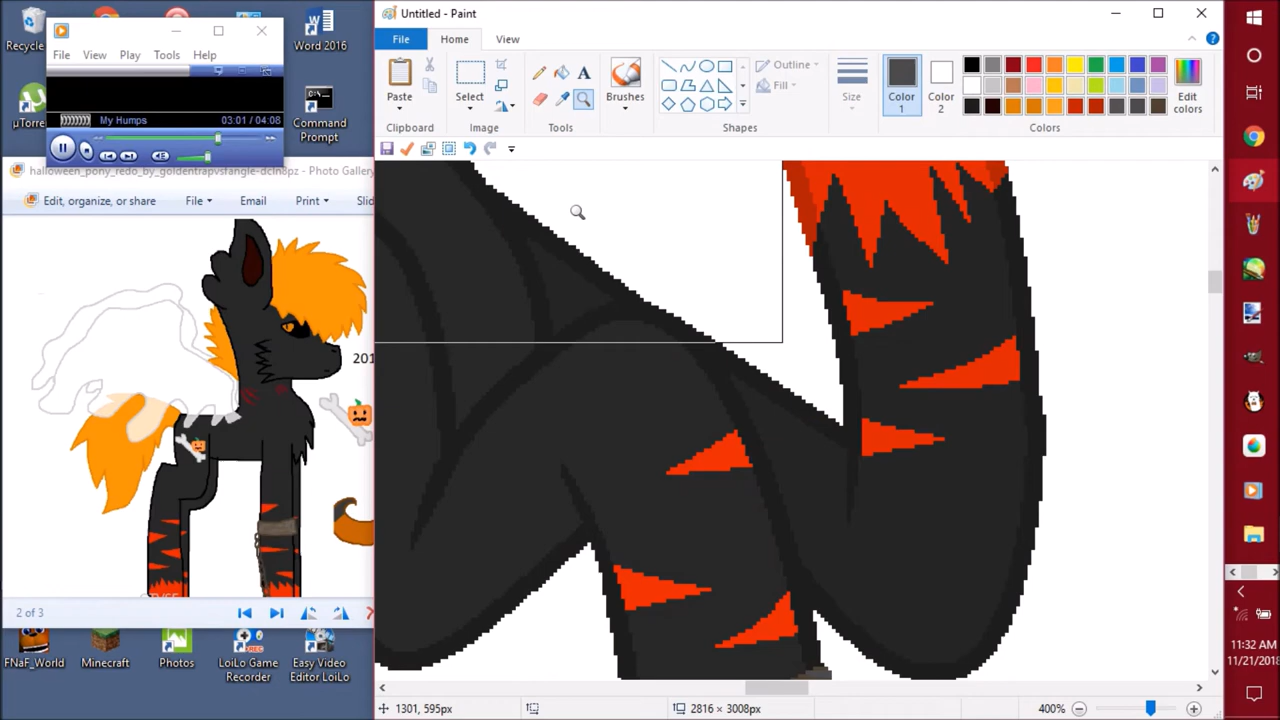 Recycle
Word 2016
File View Play Tools Help
My Humps 03:01 / 04:08
µTorre
Command Prompt
halloween_pony_redo_by_goldentrapvsfangle-dcln8pz - Photo Gallery
Edit, organize, or share File Email Print Slid
201
2 of 3
FNaF_World
Minecraft
Photos
LoiLo Game Recorder
Easy Video Editor LoiLo
Untitled - Paint
File Home View
Paste
Select
Brushes
Outline
Fill
Size
Color 1
Color 2
Edit colors
Clipboard Image Tools Shapes Colors
1301, 595px 2816 × 3008px 400%
11:32 AM
11/21/2018